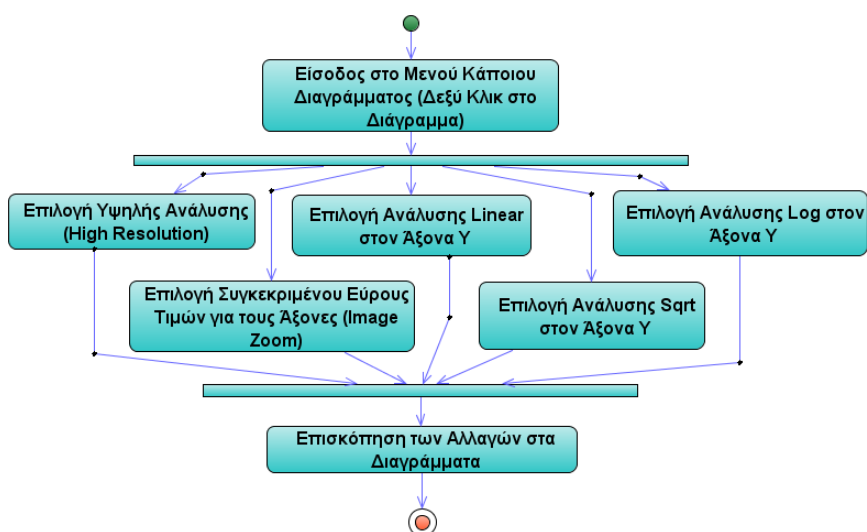 Είσοδος στο Μενού Κάποιου
Διαγράμματος (Δεξύ Κλικ στο
Διάγραμμα)
Επιλογή Υψηλής Ανάλυσης
(High Resolution)
Επιλογή Ανάλυσης Linear
στον Άξονα Υ
Επιλογή Ανάλυσης Log στον
Άξονα Υ
Επιλογή Συγκεκριμένου Εύρους
Τιμών για τους Άξονες (Image
Zoom)
Επιλογή Ανάλυσης Sqrt
στον Άξονα Υ
Επισκόπηση των Αλλαγών στα
Διαγράμματα